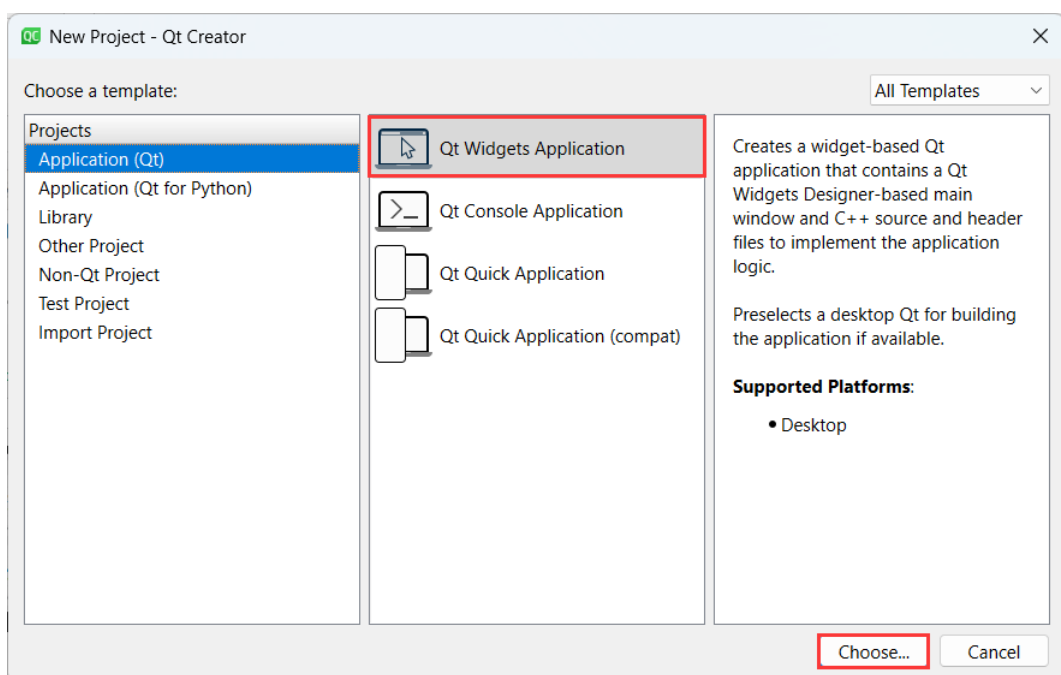 QC New Project - Qt Creator
Choose a template:
All Templates
Projects
Application (Qt)
Application (Qt for Python)
Library
Other Project
Non-Qt Project
Test Project
Import Project
Qt Widgets Application
>_ Qt Console Application
Qt Quick Application
Qt Quick Application (compat)
Creates a widget-based Qt
application that contains a Qt
Widgets Designer-based main
window and C++ source and header
files to implement the application
logic.
Preselects a desktop Qt for building
the application if available.
Supported Platforms:
• Desktop
Choose...
Cancel